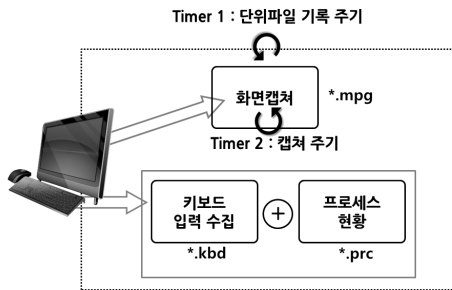 Timer 1 : 단위파일 기록 주기
화면캡쳐
*.mpg
Timer 2 : 캡쳐 주기
키보드
입력 수집
+
프로세스
현황
*.kbd
*.prc